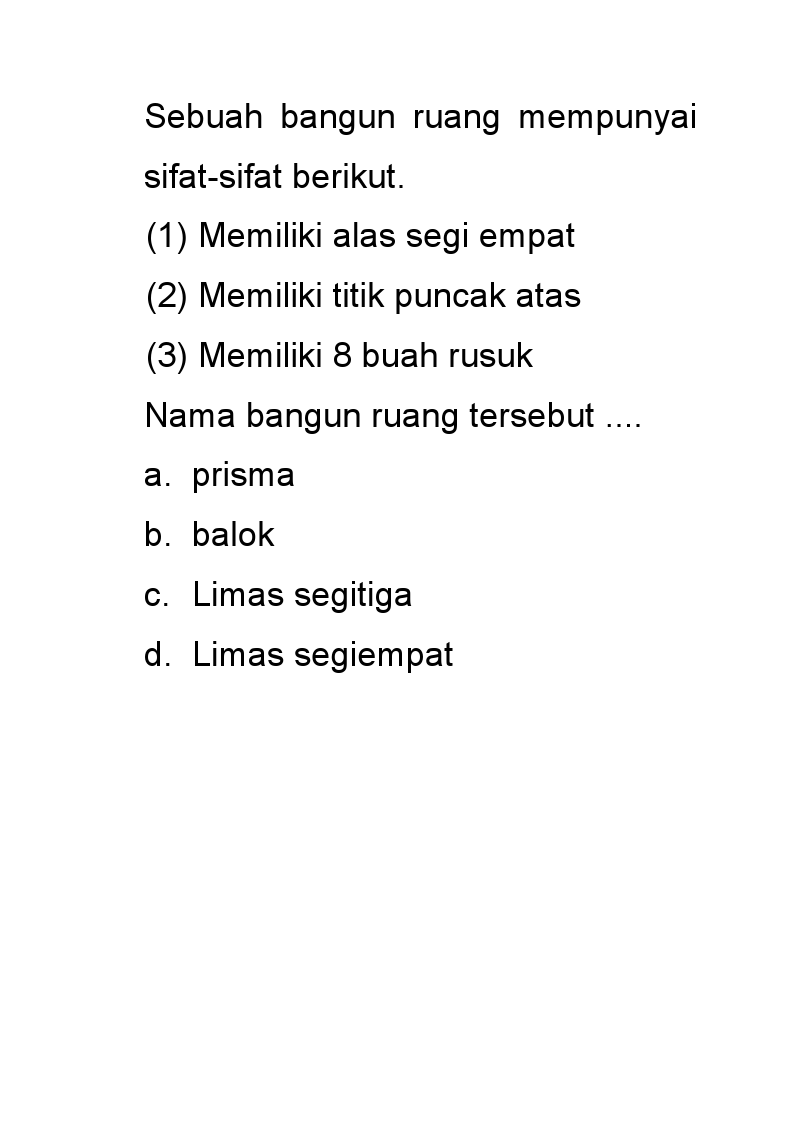 Sebuah bangun ruang mempunyai
sifat-sifat berikut.
(1) Memiliki alas segi empat
(2) Memiliki titik puncak atas
(3) Memiliki 8 buah rusuk
Nama bangun ruang tersebut ....
a. prisma
b. balok
c. Limas segitiga
d. Limas segiempat